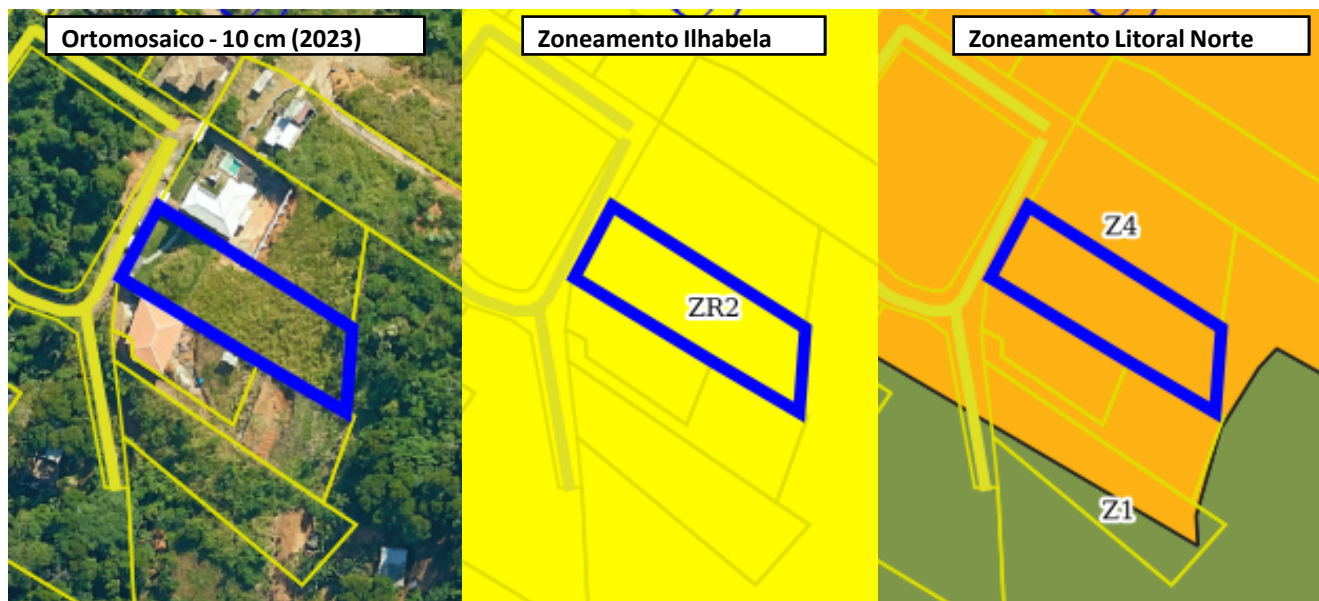 Ortomosaico - 10 cm (2023)
Zoneamento Ilhabela
Zoneamento Litoral Norte
ZR2
Z4
Z1